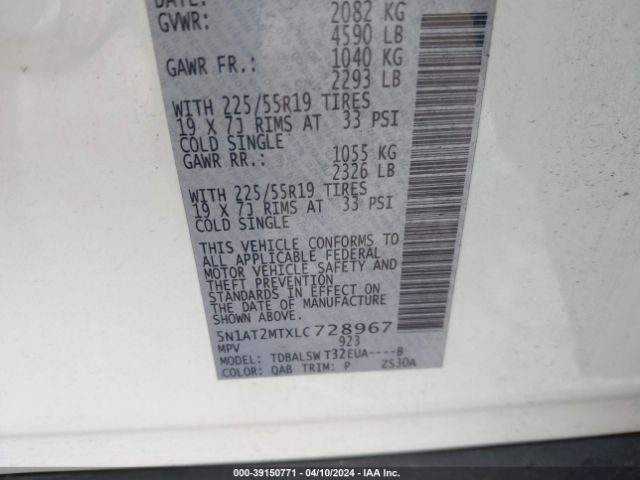 DATE:
GVWR: 2082 KG
4590 LB
GAWR FR.: 1040 KG
2293 LB
WITH 225/55R19 TIRES
19 X 7J RIMS AT 33 PSI
COLD SINGLE
GAWR RR.: 1055 KG
2326 LB
WITH 225/55R19 TIRES
19 X 7J RIMS AT 33 PSI
COLD SINGLE
THIS VEHICLE CONFORMS TO
ALL APPLICABLE FEDERAL
MOTOR VEHICLE SAFETY AND
THEFT PREVENTION
STANDARDS IN EFFECT ON
THE DATE OF MANUFACTURE
SHOWN ABOVE.
5N1AT2MTXLC728967
MPV 923
MODEL: TDBALSW T32EUA----B
COLOR: QAB TRIM: P ZS30A
000-39150771 - 04/10/2024 - IAA Inc.